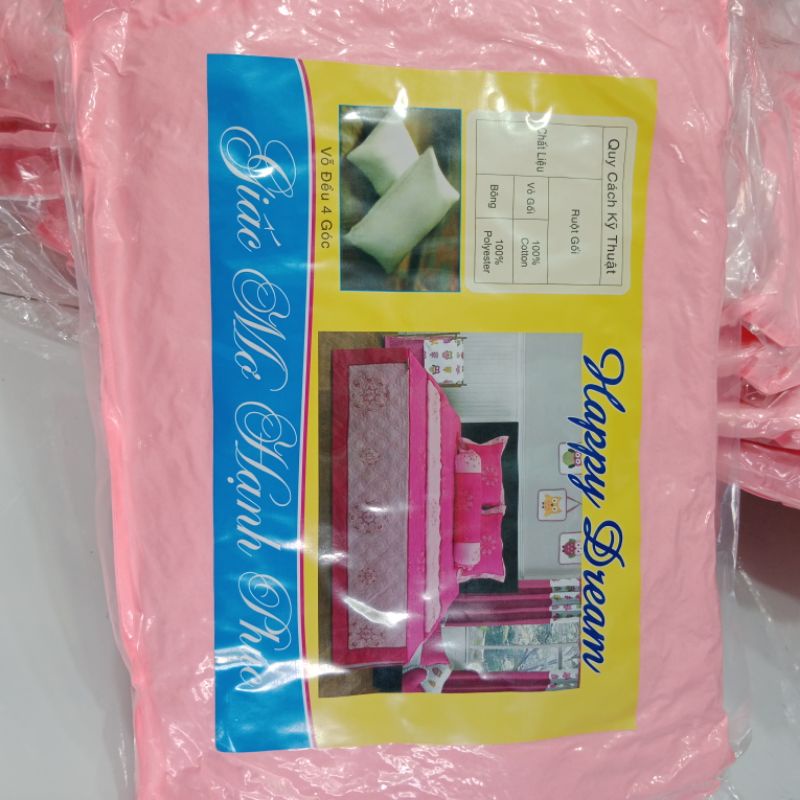 Happy Dream
Quy Cách Kỹ Thuật
Ruột Gối
Chất Liệu
Vỏ Gối
100%
Cotton
Bông
100%
Polyester
Vỗ Đều 4 Góc
Giấc Mơ Hạnh Phúc